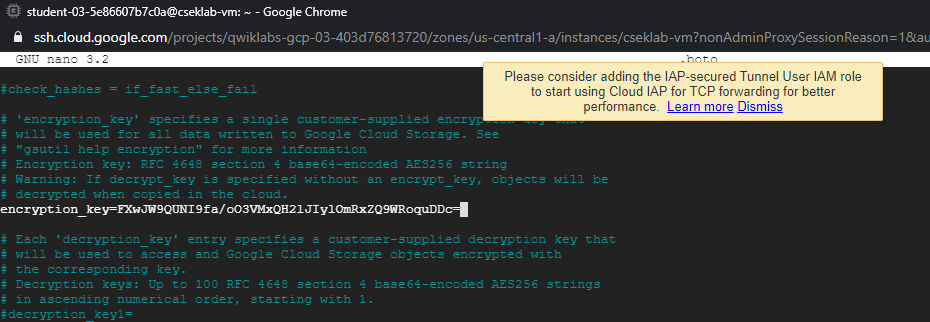 student-03-5e86607b7c0a@cseklab-vm: ~ - Google Chrome
ssh.cloud.google.com/projects/qwiklabs-gcp-03-403d76813720/zones/us-central1-a/instances/cseklab-vm?nonAdminProxySessionReason=1&au
GNU nano 3.2 .boto
Please consider adding the IAP-secured Tunnel User IAM role
to start using Cloud IAP for TCP forwarding for better
performance. Learn more Dismiss
#check_hashes = if_fast_else_fail
# 'encryption_key' specifies a single customer-supplied encryption key that
# will be used for all data written to Google Cloud Storage. See
# "gsutil help encryption" for more information
# Encryption key: RFC 4648 section 4 base64-encoded AES256 string
# Warning: If decrypt_key is specified without an encrypt_key, objects will be
# decrypted when copied in the cloud.
encryption_key=FXwJW9QUNI9fa/oO3VMxQH2lJIylOmRxZQ9WRoquDDc=
# Each 'decryption_key' entry specifies a customer-supplied decryption key that
# will be used to access and Google Cloud Storage objects encrypted with
# the corresponding key.
# Decryption keys: Up to 100 RFC 4648 section 4 base64-encoded AES256 strings
# in ascending numerical order, starting with 1.
#decryption_key1=